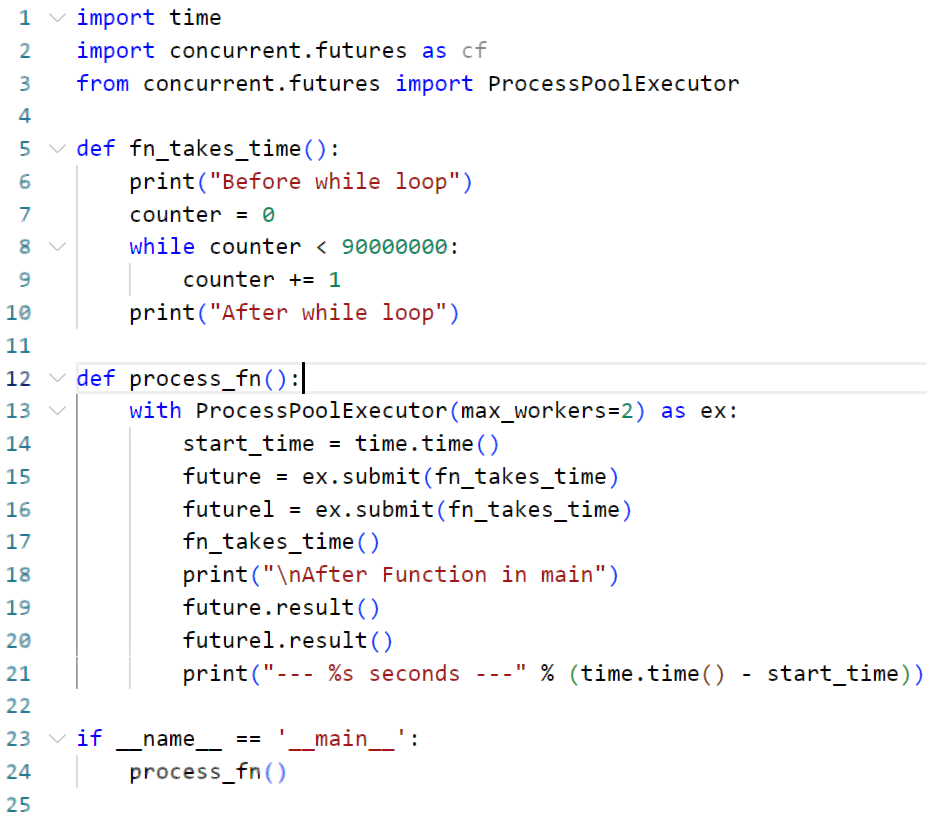 1 import time
2 import concurrent.futures as cf
3 from concurrent.futures import ProcessPoolExecutor
4
5 def fn_takes_time():
6     print("Before while loop")
7     counter = 0
8     while counter < 90000000:
9         counter += 1
10     print("After while loop")
11
12 def process_fn():
13     with ProcessPoolExecutor(max_workers=2) as ex:
14         start_time = time.time()
15         future = ex.submit(fn_takes_time)
16         future1 = ex.submit(fn_takes_time)
17         fn_takes_time()
18         print("\nAfter Function in main")
19         future.result()
20         future1.result()
21         print("--- %s seconds ---" % (time.time() - start_time))
22
23 if __name__ == '__main__':
24     process_fn()
25